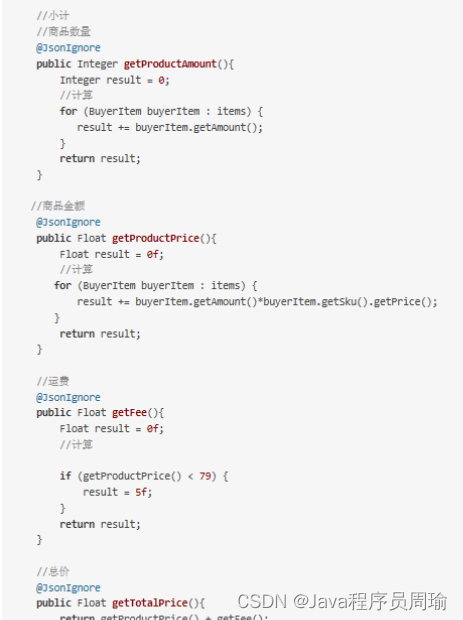 //小计
//商品数量
@JsonIgnore
public Integer getProductAmount(){
Integer result = 0;
//计算
for (BuyerItem buyerItem : items) {
result += buyerItem.getAmount();
}
return result;
}
//商品金额
@JsonIgnore
public Float getProductPrice(){
Float result = 0f;
//计算
for (BuyerItem buyerItem : items) {
result += buyerItem.getAmount()*buyerItem.getSku().getPrice();
}
return result;
}
//运费
@JsonIgnore
public Float getFee(){
Float result = 0f;
//计算
if (getProductPrice() < 79) {
result = 5f;
}
return result;
}
//总价
@JsonIgnore
public Float getTotalPrice(){
return getProductPrice() + getFee();
CSDN @Java程序员周瑜